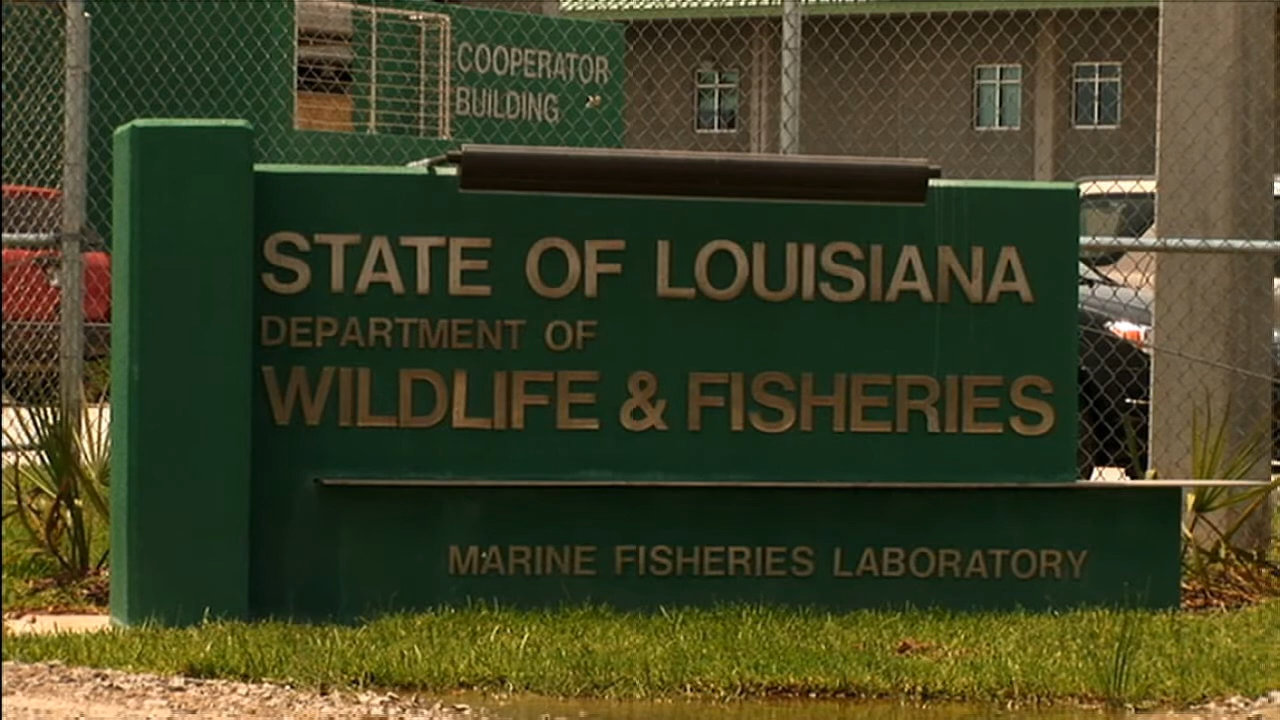 COOPERATOR
BUILDING
STATE OF LOUISIANA
DEPARTMENT OF
WILDLIFE & FISHERIES
MARINE FISHERIES LABORATORY